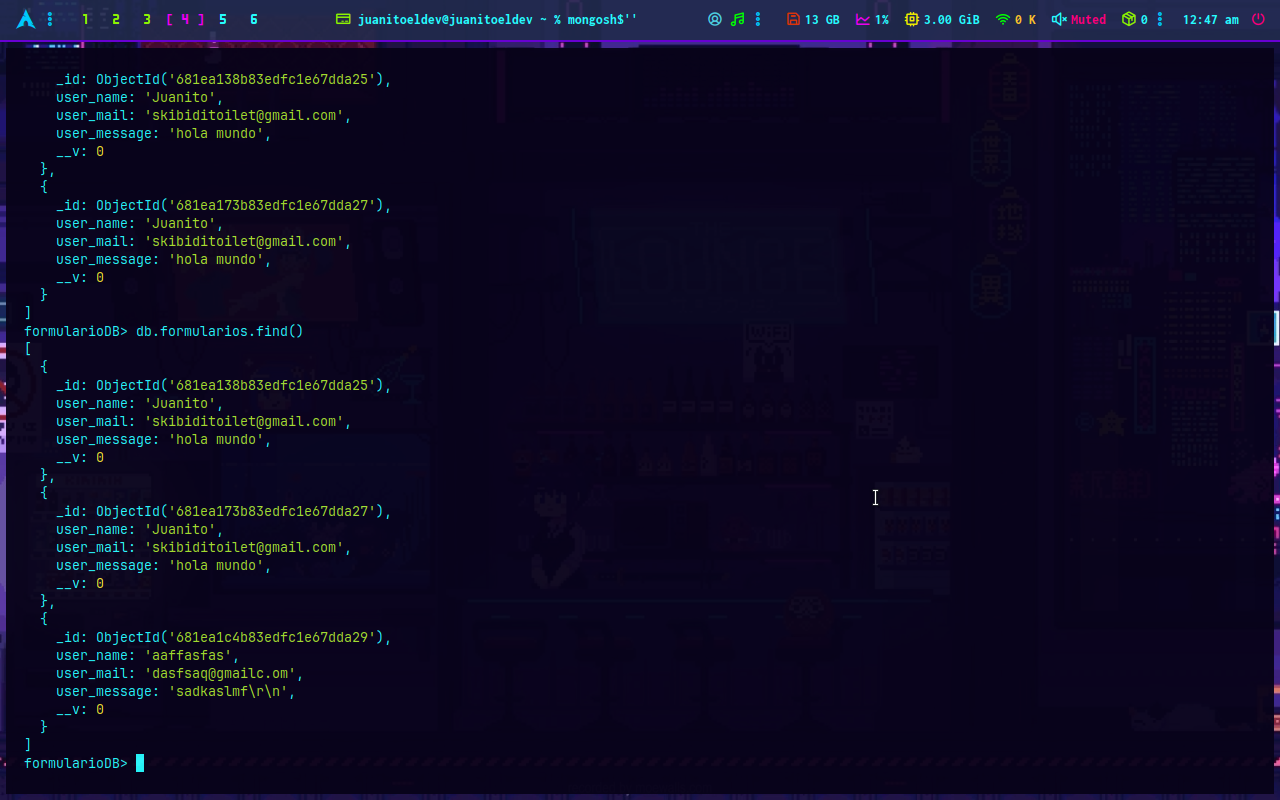 1 2 3 [ 4 ] 5 6 juanitoeldev@juanitoeldev ~ % mongosh$'' 13 GB 1% 3.00 GiB 0 K Muted 0 12:47 am
_id: ObjectId('681ea138b83edfc1e67dda25'),
user_name: 'Juanito',
user_mail: 'skibiditoilet@gmail.com',
user_message: 'hola mundo',
__v: 0
},
{
_id: ObjectId('681ea173b83edfc1e67dda27'),
user_name: 'Juanito',
user_mail: 'skibiditoilet@gmail.com',
user_message: 'hola mundo',
__v: 0
}
]
formularioDB> db.formularios.find()
[
{
_id: ObjectId('681ea138b83edfc1e67dda25'),
user_name: 'Juanito',
user_mail: 'skibiditoilet@gmail.com',
user_message: 'hola mundo',
__v: 0
},
{
_id: ObjectId('681ea173b83edfc1e67dda27'),
user_name: 'Juanito',
user_mail: 'skibiditoilet@gmail.com',
user_message: 'hola mundo',
__v: 0
},
{
_id: ObjectId('681ea1c4b83edfc1e67dda29'),
user_name: 'aaffasfas',
user_mail: 'dasfsaq@gmailc.om',
user_message: 'sadkaslmf\r\n',
__v: 0
}
]
formularioDB>